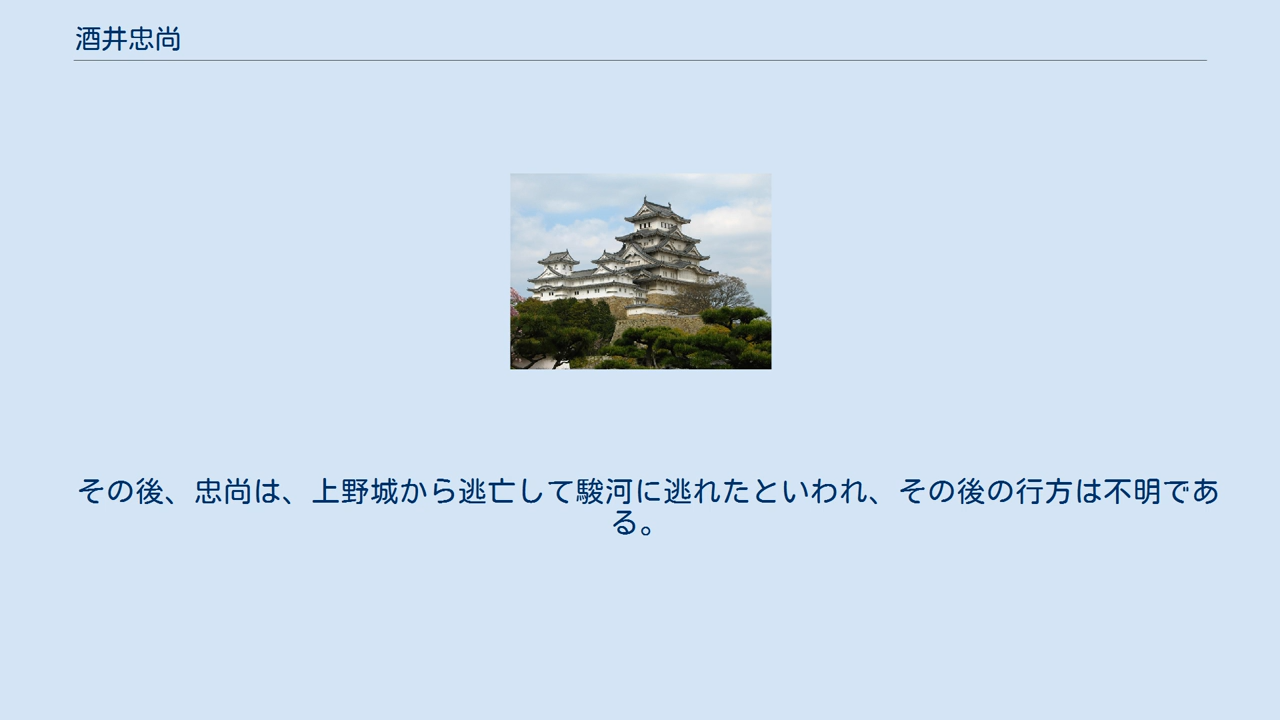 酒井忠尚
その後、忠尚は、上野城から逃亡して駿河に逃れたといわれ、その後の行方は不明であ
る。